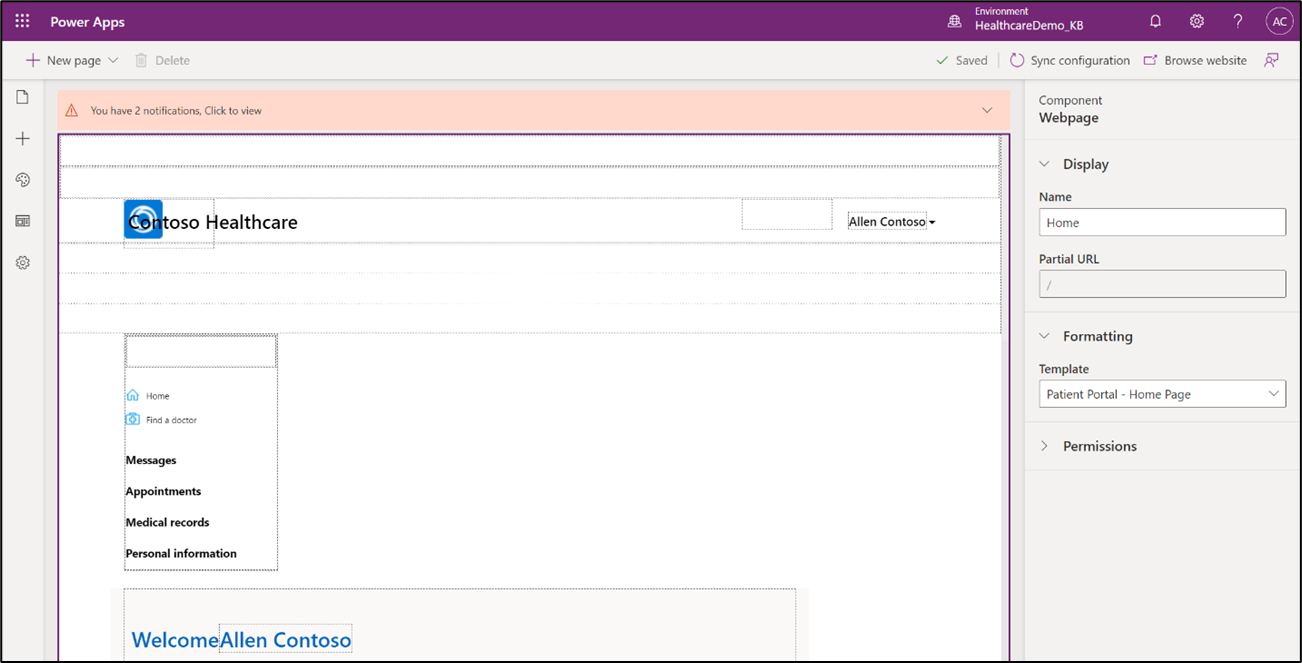 Power Apps
Environment
HealthcareDemo_KB
AC
New page
Delete
Saved
Sync configuration
Browse website
You have 2 notifications, Click to view
Contoso Healthcare
Allen Contoso
Home
Find a doctor
Messages
Appointments
Medical records
Personal information
WelcomeAllen Contoso
Component
Webpage
Display
Name
Home
Partial URL
/
Formatting
Template
Patient Portal - Home Page
Permissions